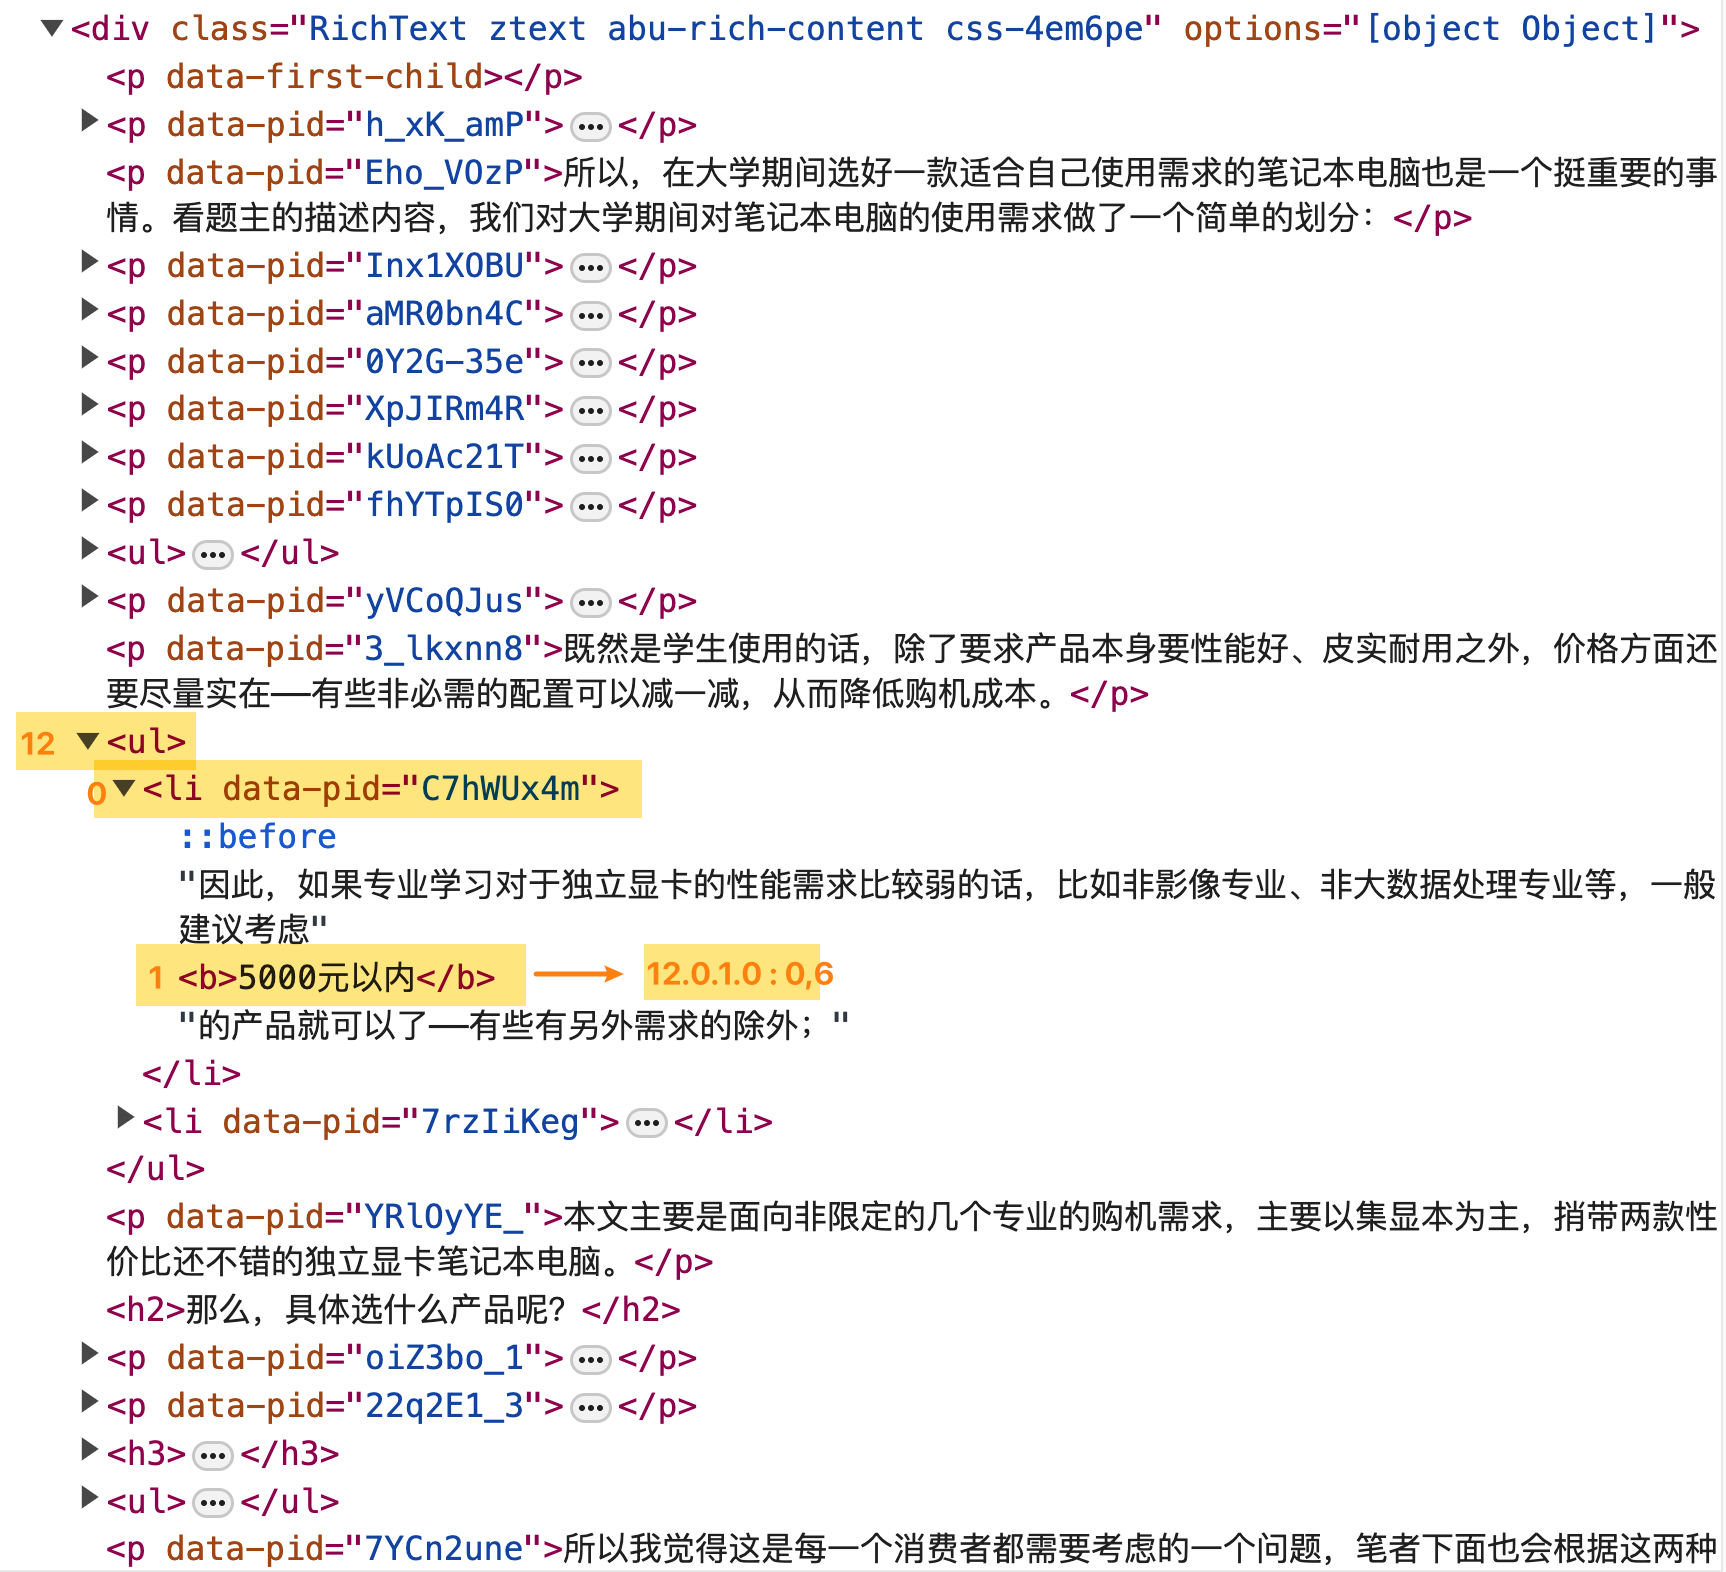 <div class="RichText ztext abu-rich-content css-4em6pe" options="[object Object]">
<p data-first-child></p>
<p data-pid="h_xK_amP">…</p>
<p data-pid="Eho_VOzP">所以，在大学期间选好一款适合自己使用需求的笔记本电脑也是一个挺重要的事
情。看题主的描述内容，我们对大学期间对笔记本电脑的使用需求做了一个简单的划分：</p>
<p data-pid="Inx1XOBU">…</p>
<p data-pid="aMR0bn4C">…</p>
<p data-pid="0Y2G-35e">…</p>
<p data-pid="XpJIRm4R">…</p>
<p data-pid="kUoAc21T">…</p>
<p data-pid="fhYTpIS0">…</p>
<ul>…</ul>
<p data-pid="yVCoQJus">…</p>
<p data-pid="3_lkxnn8">既然是学生使用的话，除了要求产品本身要性能好、皮实耐用之外，价格方面还
要尽量实在——有些非必需的配置可以减一减，从而降低购机成本。</p>
12 <ul>
0 <li data-pid="C7hWUx4m">
::before
"因此，如果专业学习对于独立显卡的性能需求比较弱的话，比如非影像专业、非大数据处理专业等，一般
建议考虑"
1 <b>5000元以内</b> 12.0.1.0 : 0,6
"的产品就可以了——有些有另外需求的除外；"
</li>
<li data-pid="7rzIiKeg">…</li>
</ul>
<p data-pid="YRlOyYE_">本文主要是面向非限定的几个专业的购机需求，主要以集显本为主，捎带两款性
价比还不错的独立显卡笔记本电脑。</p>
<h2>那么，具体选什么产品呢？</h2>
<p data-pid="oiZ3bo_1">…</p>
<p data-pid="22q2E1_3">…</p>
<h3>…</h3>
<ul>…</ul>
<p data-pid="7YCn2une">所以我觉得这是每一个消费者都需要考虑的一个问题，笔者下面也会根据这两种